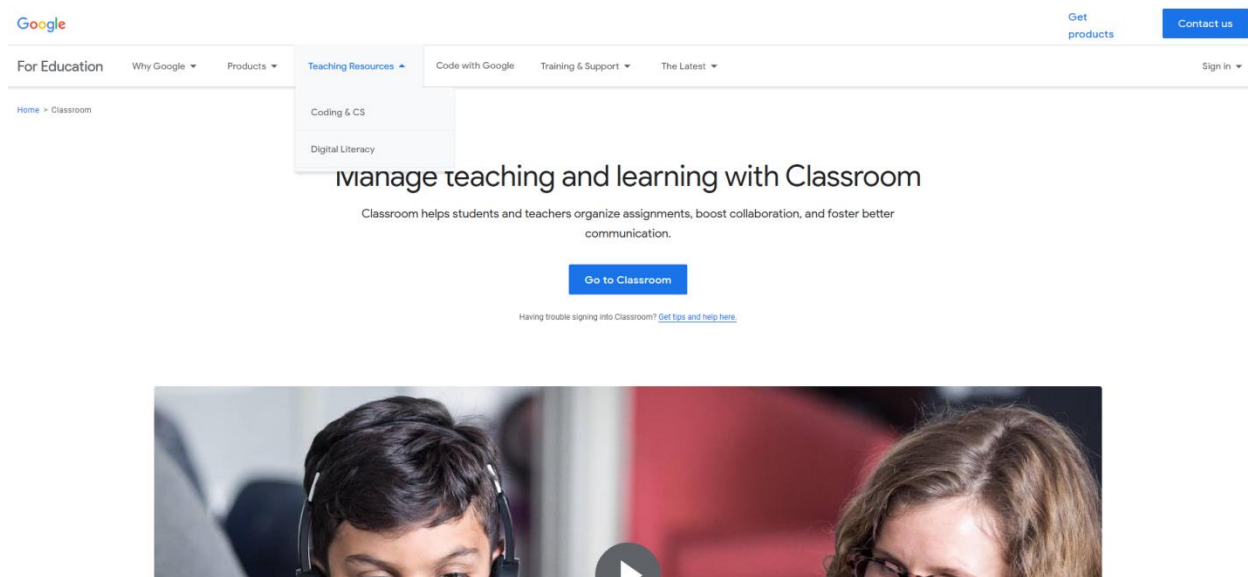 Google
Get
products
Contact us
For Education
Why Google
Products
Teaching Resources
Code with Google
Training & Support
The Latest
Sign in
Home > Classroom
Coding & CS
Digital Literacy
Manage teaching and learning with Classroom
Classroom helps students and teachers organize assignments, boost collaboration, and foster better
communication.
Go to Classroom
Having trouble signing into Classroom? Get tips and help here.